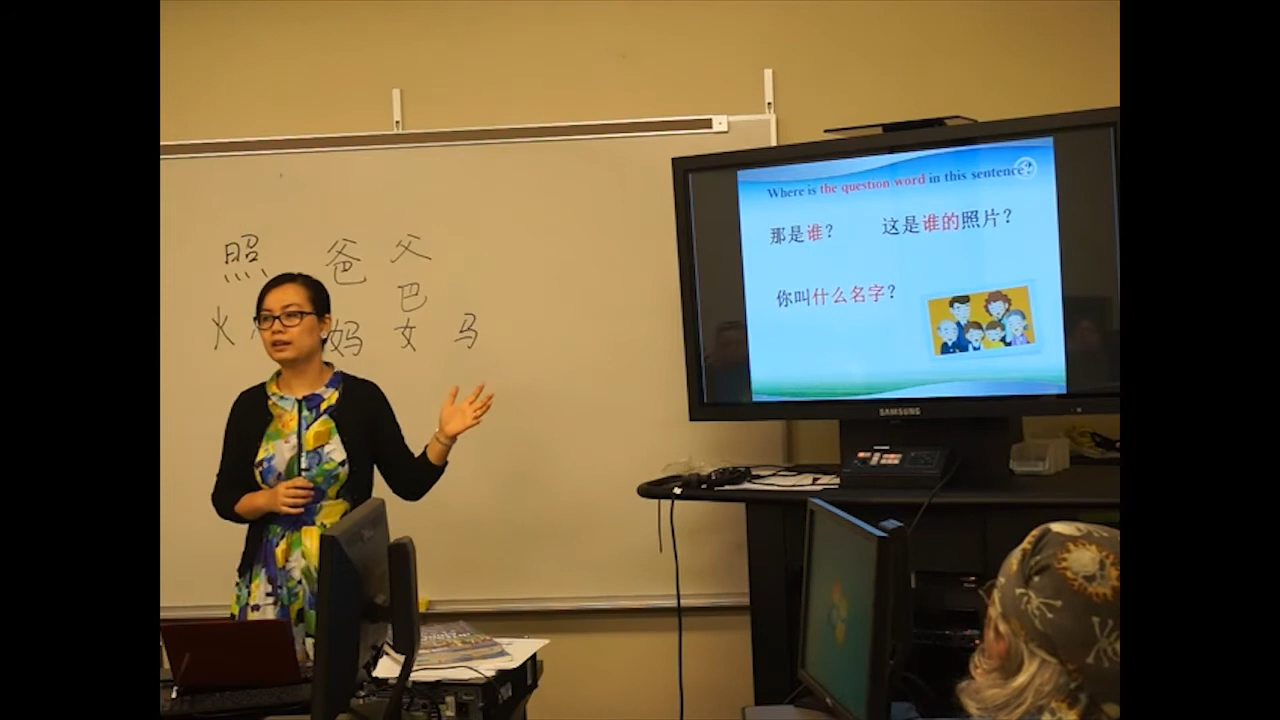 照 爸 父
巴
火 妈 女 马
Where is the question word in this sentence?
那是谁? 这是谁的照片?
你叫什么名字?
SAMSUNG